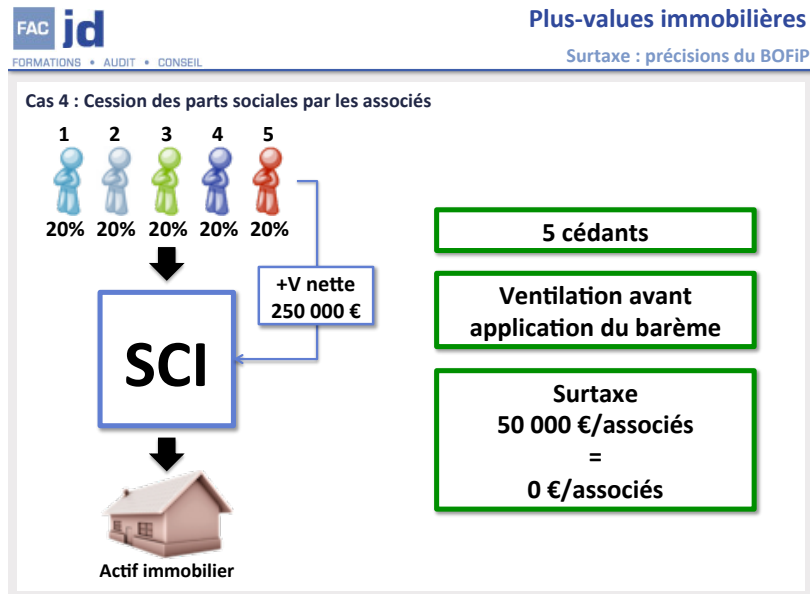 FAC jd
FORMATIONS • AUDIT • CONSEIL
Plus-values immobilières
Surtaxe : précisions du BOFiP
Cas 4 : Cession des parts sociales par les associés
1 2 3 4 5
20% 20% 20% 20% 20%
+V nette
250 000 €
SCI
Actif immobilier
5 cédants
Ventilation avant
application du barème
Surtaxe
50 000 €/associés
=
0 €/associés